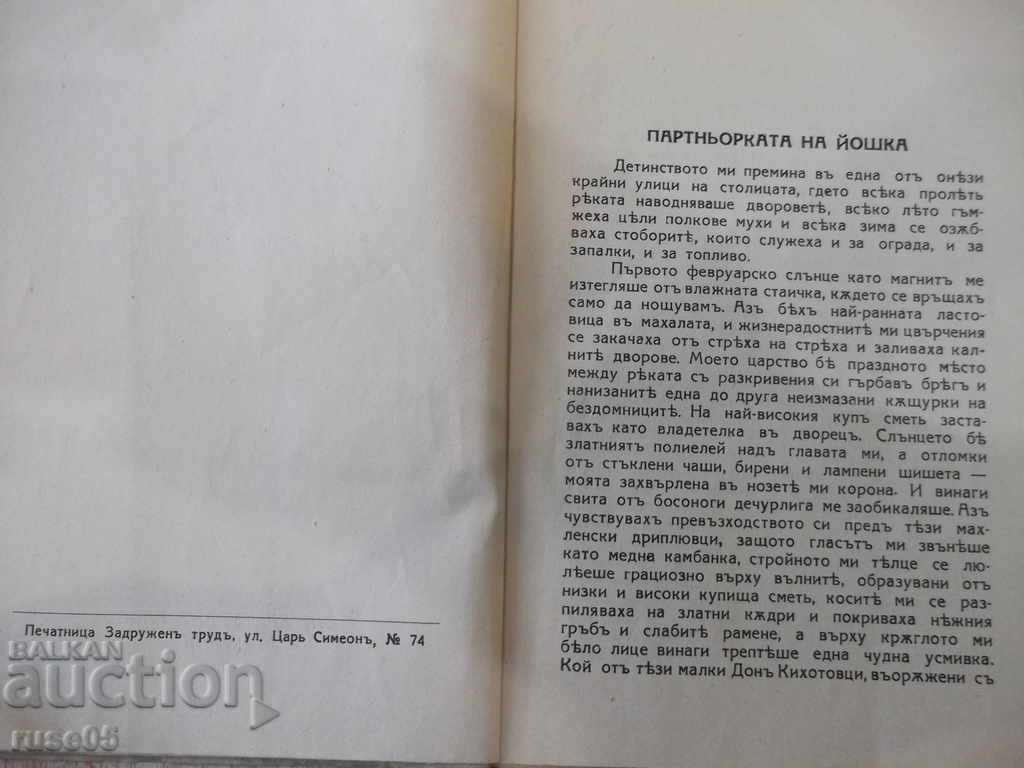 Печатница Задруженъ трудъ, ул. Царь Симеонъ, № 74
BALKAN
auction
ruse05
ПАРТНЬОРКАТА НА ЙОШКА
Детинството ми премина въ една отъ онѣзи
крайни улици на столицата, гдето всѣка пролѣть
рѣката наводняваше дворветѣ, всѣко лѣто гъм-
жеха цѣли полкове мухи и всѣка зима се озѫб-
ваха стоборитѣ, които служеха и за ограда, и за
запалки, и за топливо.
Първото февруарско слънце като магнитъ ме
изтегляше отъ влажната стаичка, кѫдето се връщахъ
само да нощувамъ. Азъ бѣхъ най-ранната ласто-
вица въ махалата, и жизнерадостнитѣ ми цвърчения
се закачаха отъ стрѣха на стрѣха и заливаха кал-
нитѣ дворове. Моето царство бѣ праздното мѣсто
между рѣката съ разкривения си гърбавъ брѣгъ и
нанизанитѣ една до друга неизмазани кѫщурки на
бездомницитѣ. На най-високия купъ сметь заста-
вахъ като владетелка въ дворецъ. Слънцето бѣ
златниятъ полиелей надъ главата ми, а отломки
отъ стъклени чаши, бирени и лампени шишета —
моята захвърлена въ нозетѣ ми корона. И винаги
свита отъ босоноги дечурлига ме заобикаляше. Азъ
чувствувахъ превъзходството си предъ тѣзи мах-
ленски дрипльовци, защото гласътъ ми звънѣше
като медна камбанка, стройното ми тѣлце се лю-
лѣеше грациозно върху вълнитѣ, образувани отъ
низки и високи купища сметь, коситѣ ми се раз-
пиляваха на златни кѫдри и покриваха нѣжния
гръбъ и слабитѣ рамене, а върху крѫглото ми
бѣло лице винаги трептѣше една чудна усмивка.
Кой отъ тѣзи малки Донъ Кихотовци, въорѫжени съ